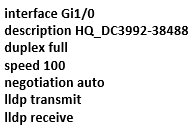 interface Gi1/0
description HQ_DC3992-38488
duplex full
speed 100
negotiation auto
lldp transmit
lldp receive